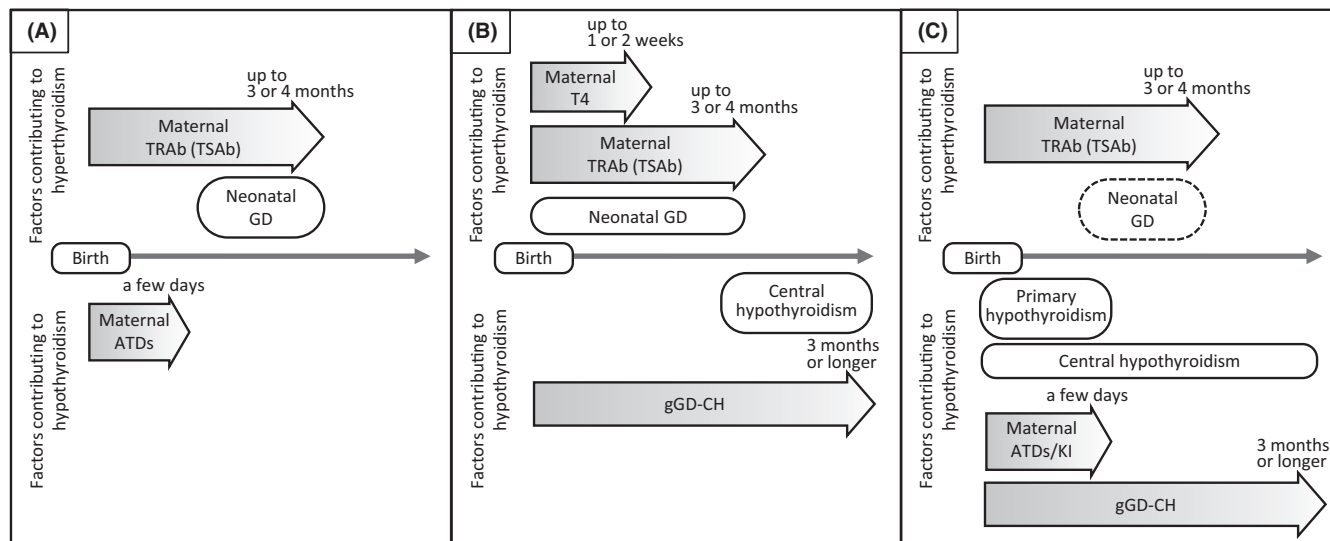 (A)
Factors contributing to
hyperthyroidism
up to
3 or 4 months
Maternal
TRAb (TSAb)
Neonatal
GD
Birth
Factors contributing to
hypothyroidism
a few days
Maternal
ATDs
(B)
Factors contributing to
hyperthyroidism
up to
1 or 2 weeks
Maternal
T4
up to
3 or 4 months
Maternal
TRAb (TSAb)
Neonatal GD
Birth
Factors contributing to
hypothyroidism
Central
hypothyroidism
3 months
or longer
gGD-CH
(C)
Factors contributing to
hyperthyroidism
up to
3 or 4 months
Maternal
TRAb (TSAb)
Neonatal
GD
Birth
Factors contributing to
hypothyroidism
Primary
hypothyroidism
Central hypothyroidism
a few days
Maternal
ATDs/KI
3 months
or longer
gGD-CH